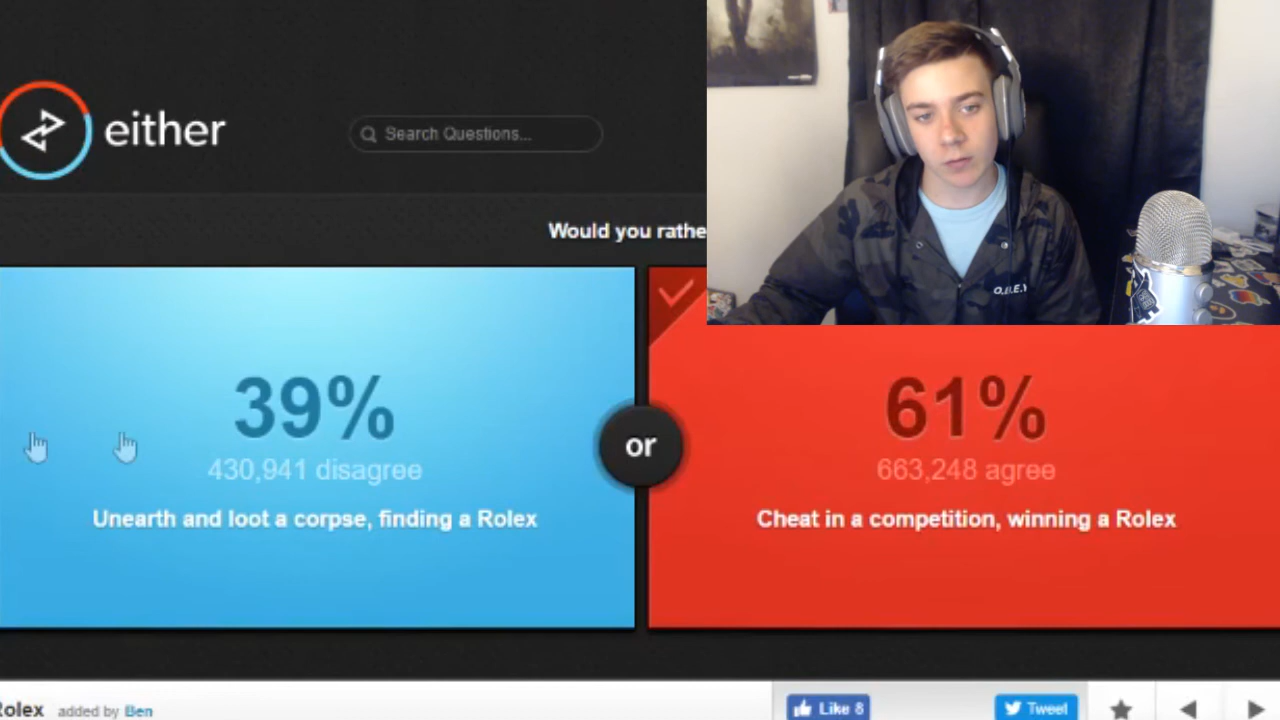 either
Search Questions...
Would you rathe
39%
430,941 disagree
Unearth and loot a corpse, finding a Rolex
or
61%
663,248 agree
Cheat in a competition, winning a Rolex
Rolex added by Ben
Like 8
Tweet